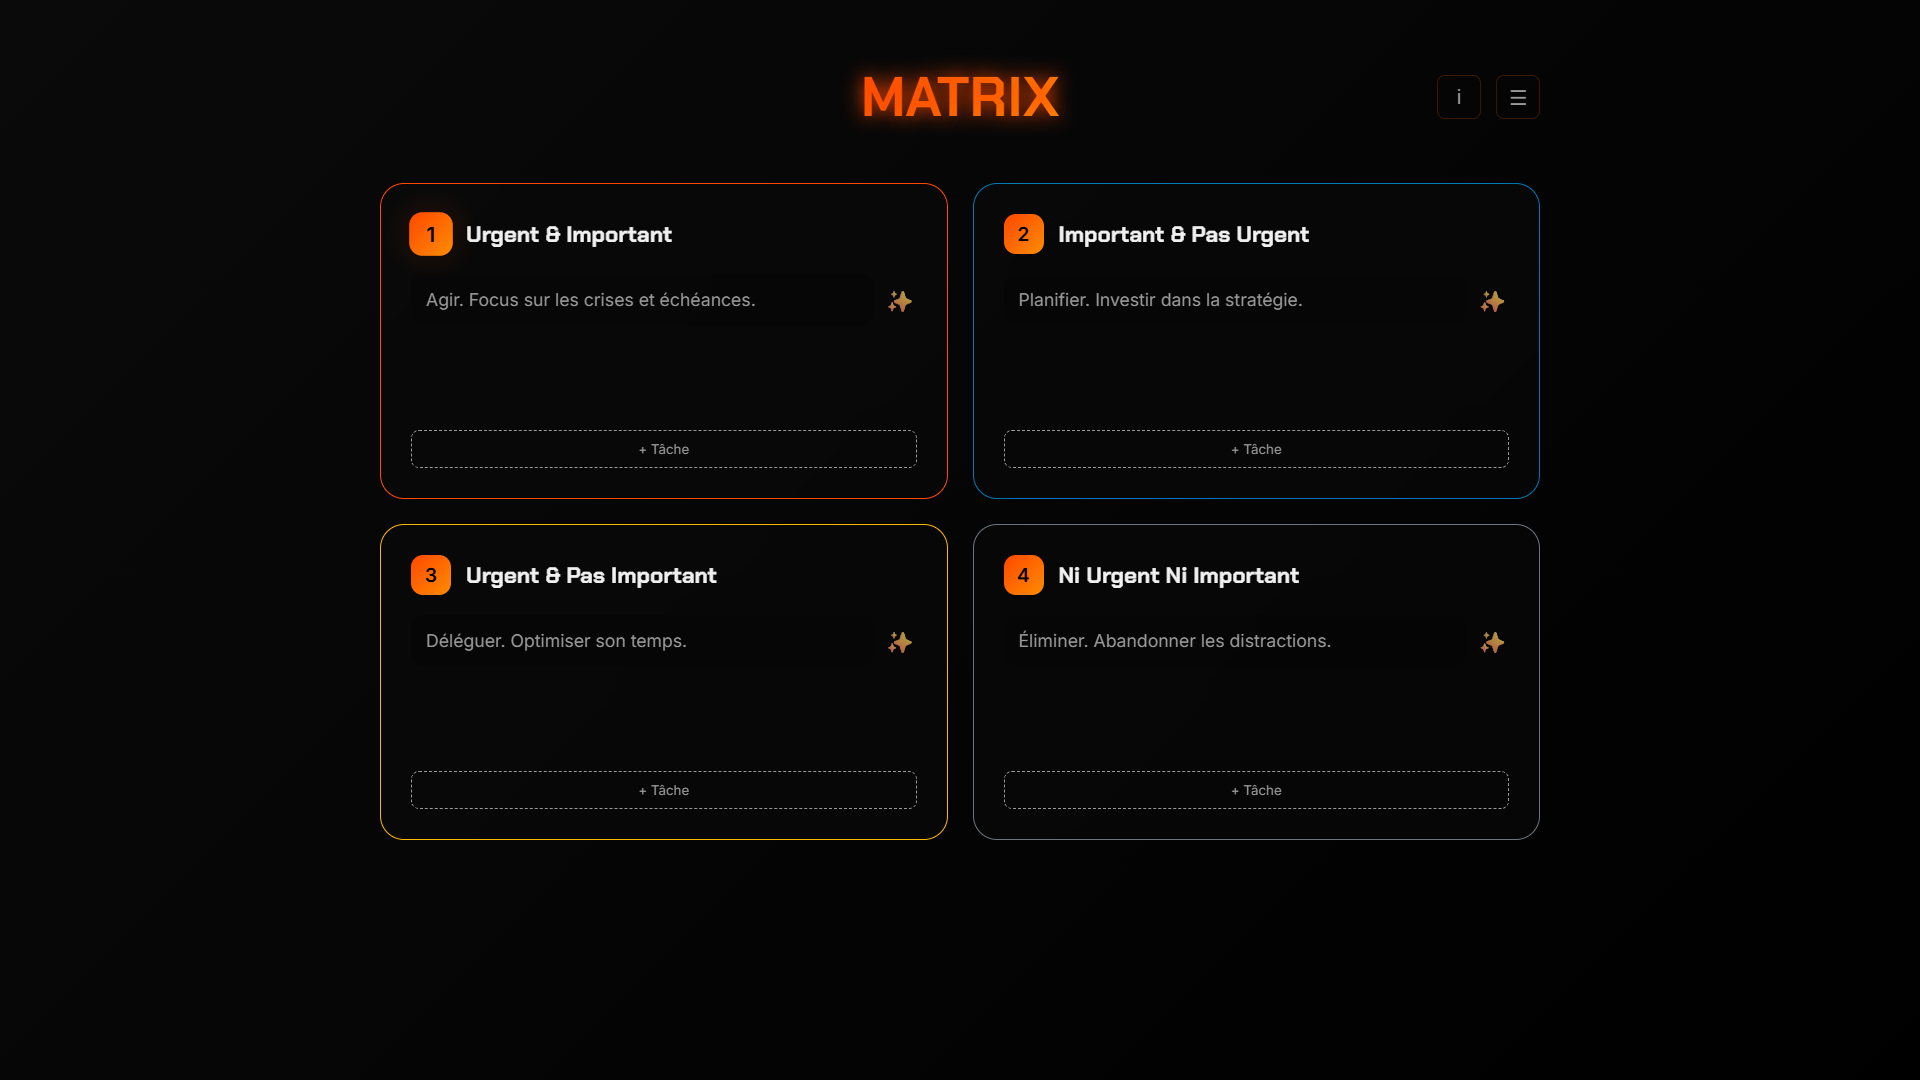 MATRIX
i
1
Urgent & Important
Agir. Focus sur les crises et échéances.
+ Tâche
2
Important & Pas Urgent
Planifier. Investir dans la stratégie.
+ Tâche
3
Urgent & Pas Important
Déléguer. Optimiser son temps.
+ Tâche
4
Ni Urgent Ni Important
Éliminer. Abandonner les distractions.
+ Tâche